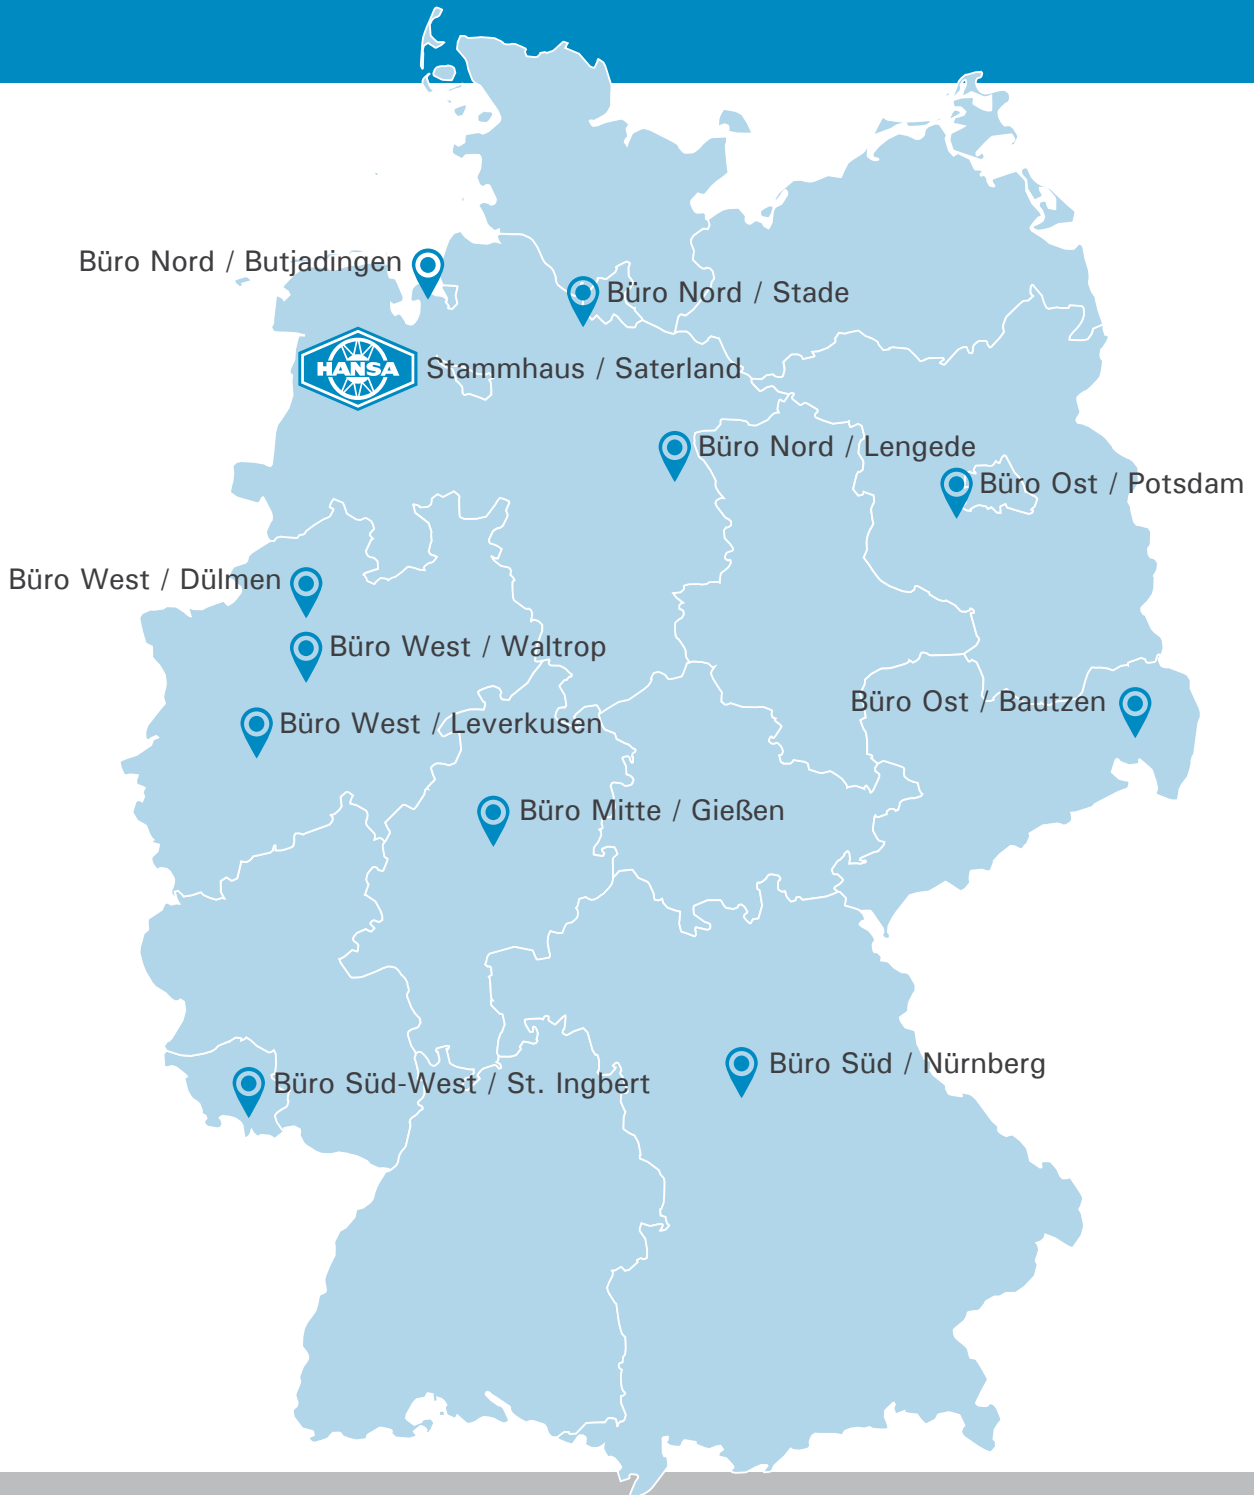 Büro Nord / Butjadingen
Büro Nord / Stade
HANSA
Stammhaus / Saterland
Büro Nord / Lengede
Büro Ost / Potsdam
Büro West / Dülmen
Büro West / Waltrop
Büro Ost / Bautzen
Büro West / Leverkusen
Büro Mitte / Gießen
Büro Süd / Nürnberg
Büro Süd-West / St. Ingbert